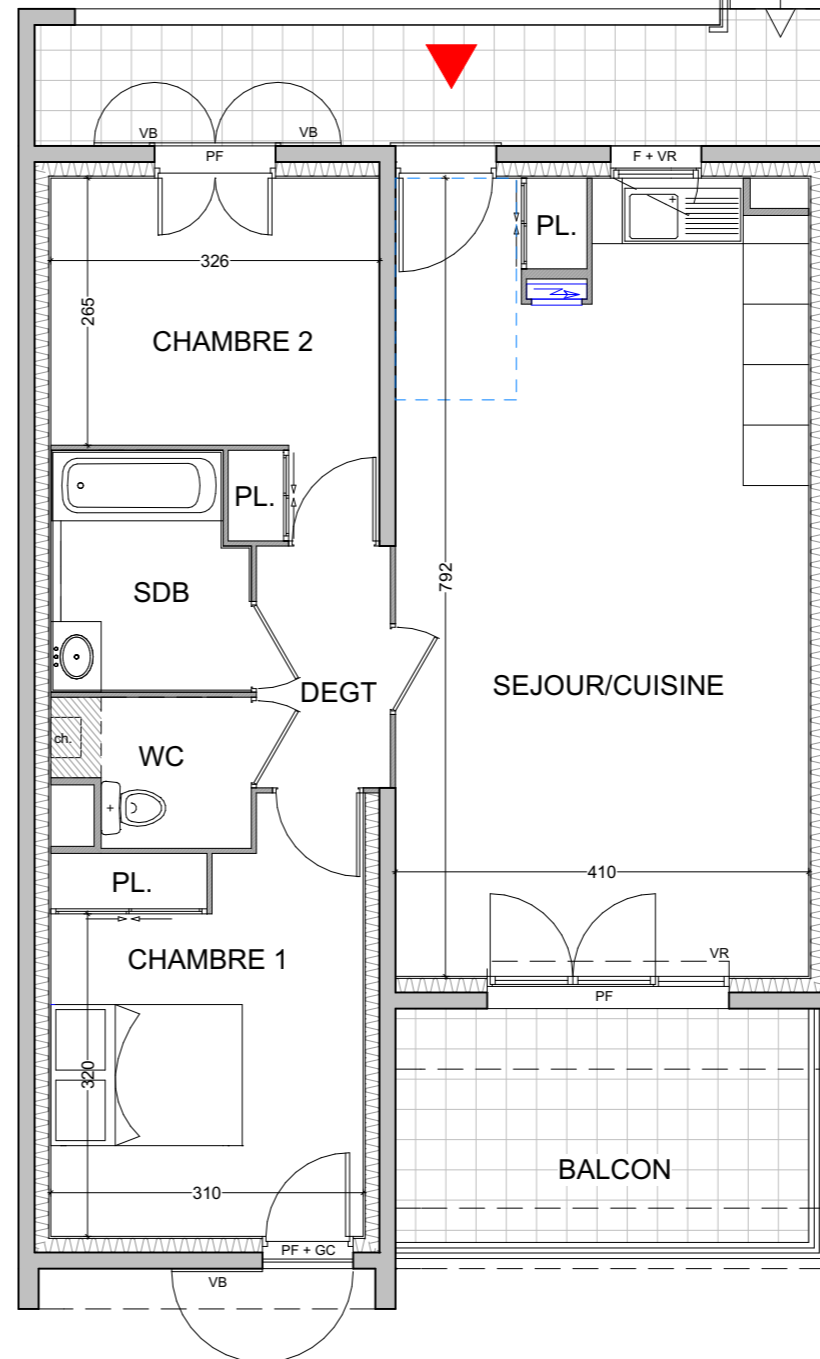 VB
VB
PF
F + VR
PL.
326
265
CHAMBRE 2
PL.
792
SDB
SEJOUR/CUISINE
DEGT
ch.
WC
PL.
410
CHAMBRE 1
VR
PF
320
BALCON
310
PF + GC
VB